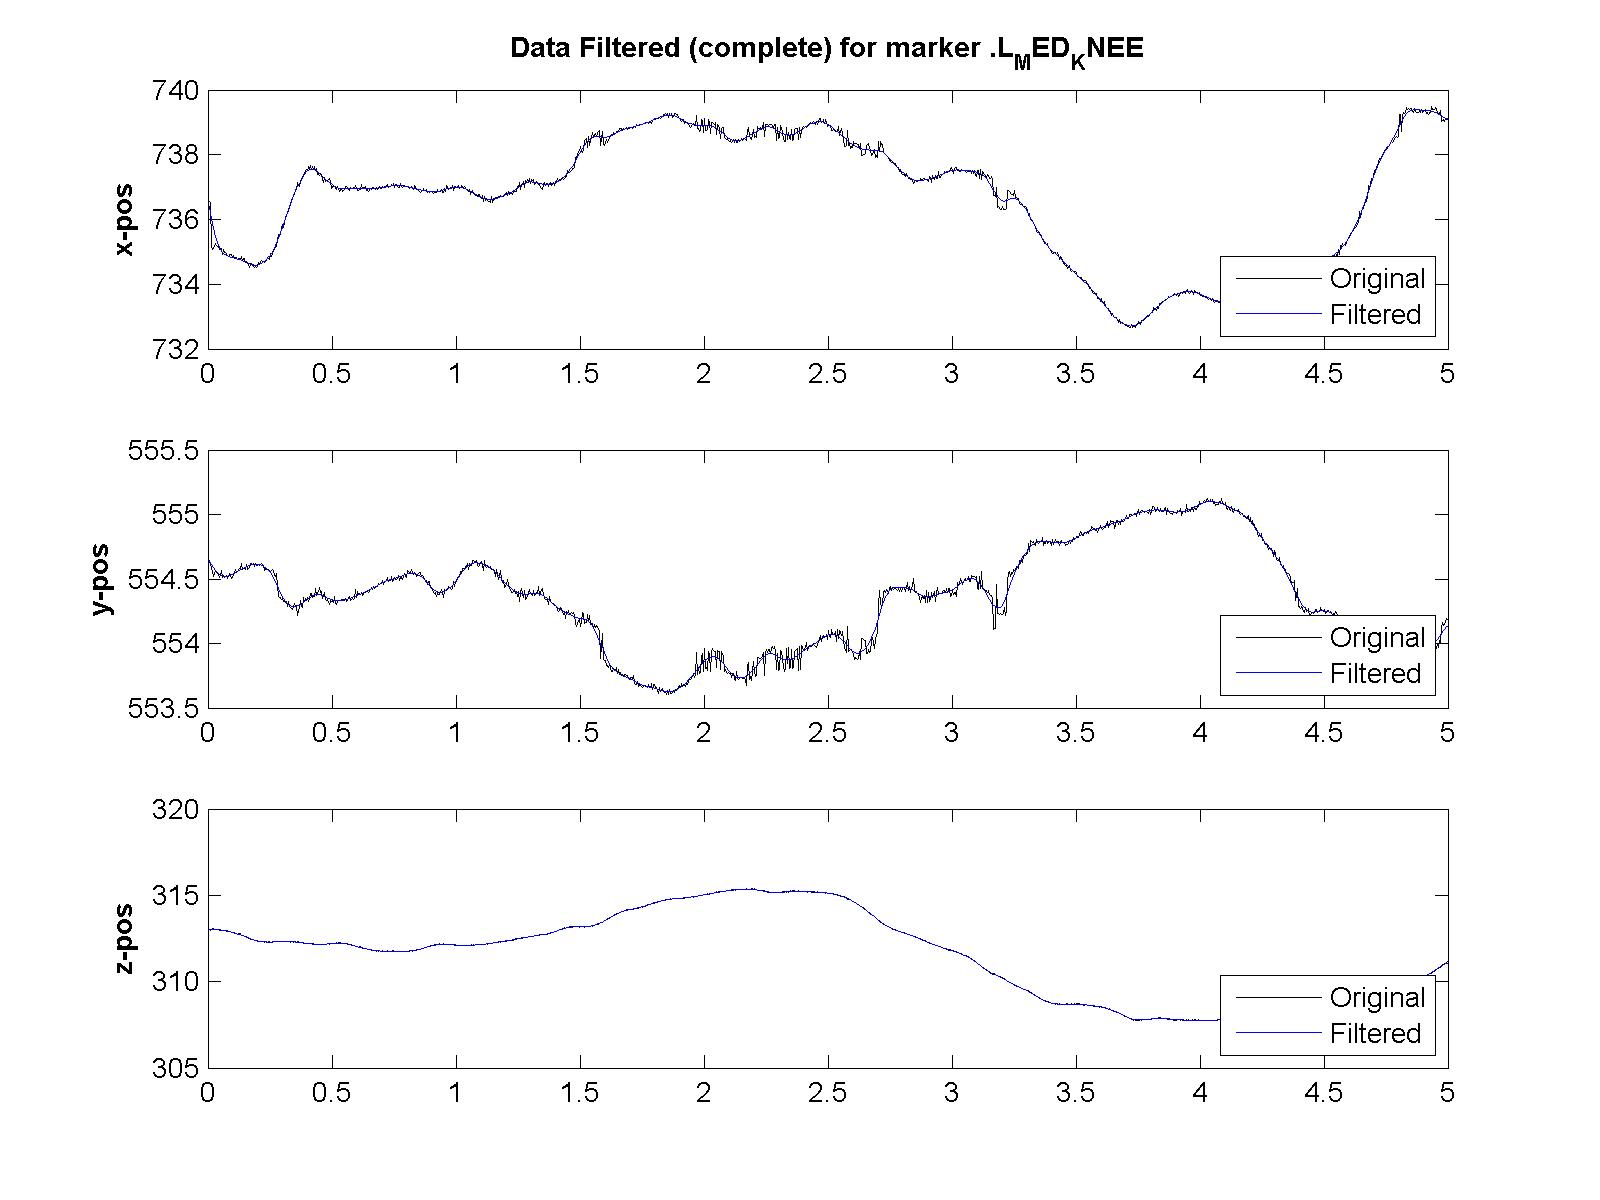 Data Filtered (complete) for marker .LMEDKNEE
740
738
736
734
732
x-pos
Original
Filtered
0 0.5 1 1.5 2 2.5 3 3.5 4 4.5 5
555.5
555
554.5
554
553.5
y-pos
Original
Filtered
0 0.5 1 1.5 2 2.5 3 3.5 4 4.5 5
320
315
310
305
z-pos
Original
Filtered
0 0.5 1 1.5 2 2.5 3 3.5 4 4.5 5